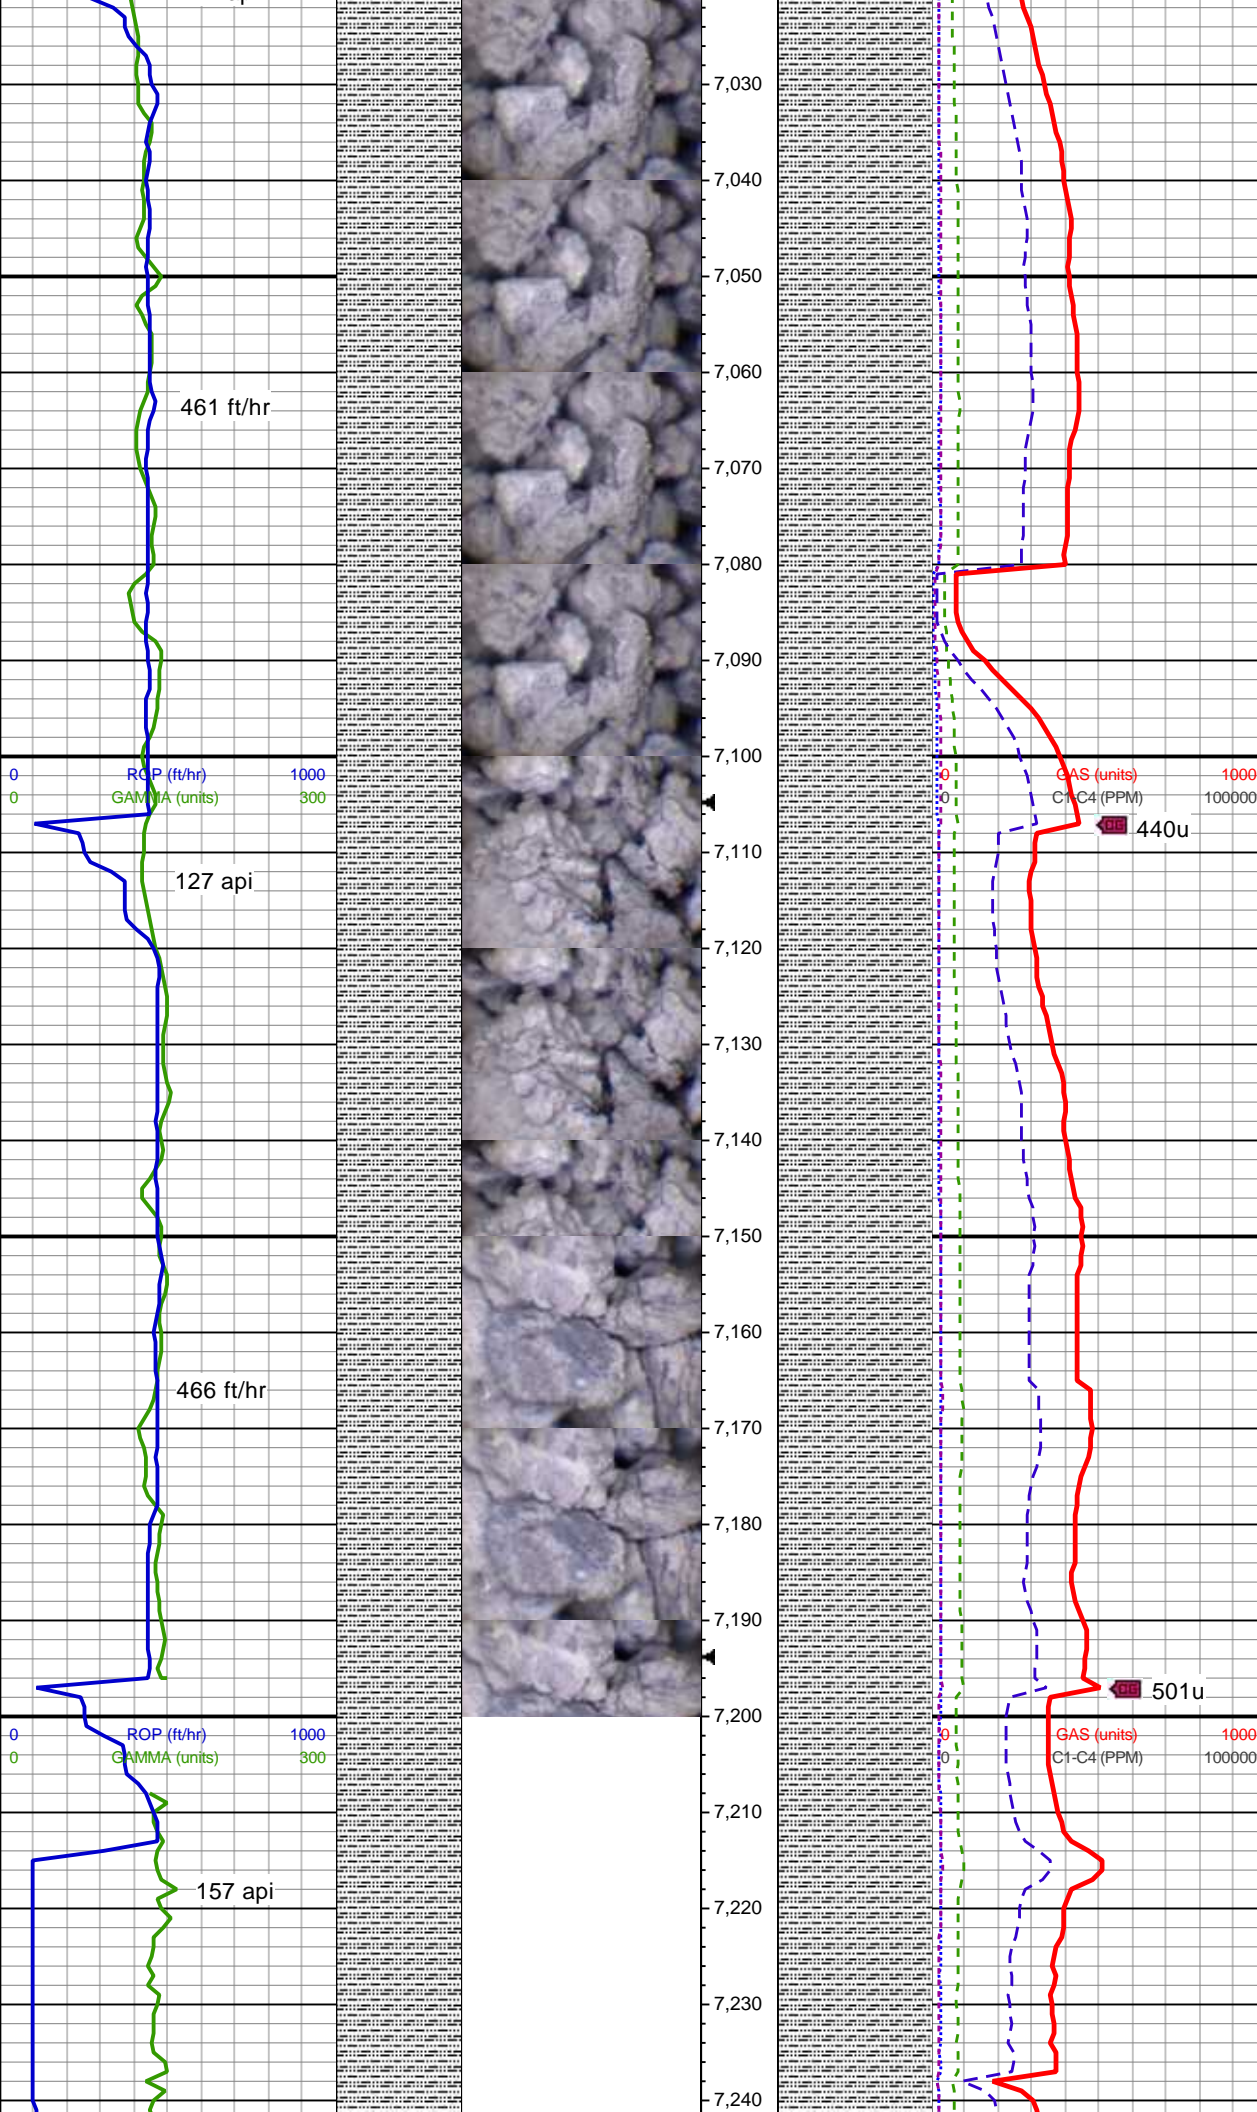 7,030
7,040
7,050
7,060
461 ft/hr
7,070
7,080
7,090
7,100
0 ROP (ft/hr) 1000
0 GAMMA (units) 300
0 GAS (units) 1000
0 C1-C4 (PPM) 100000
CG 440u
7,110
127 api
7,120
7,130
7,140
7,150
7,160
466 ft/hr
7,170
7,180
7,190
CG 501u
7,200
0 ROP (ft/hr) 1000
0 GAMMA (units) 300
0 GAS (units) 1000
0 C1-C4 (PPM) 100000
7,210
157 api
7,220
7,230
7,240